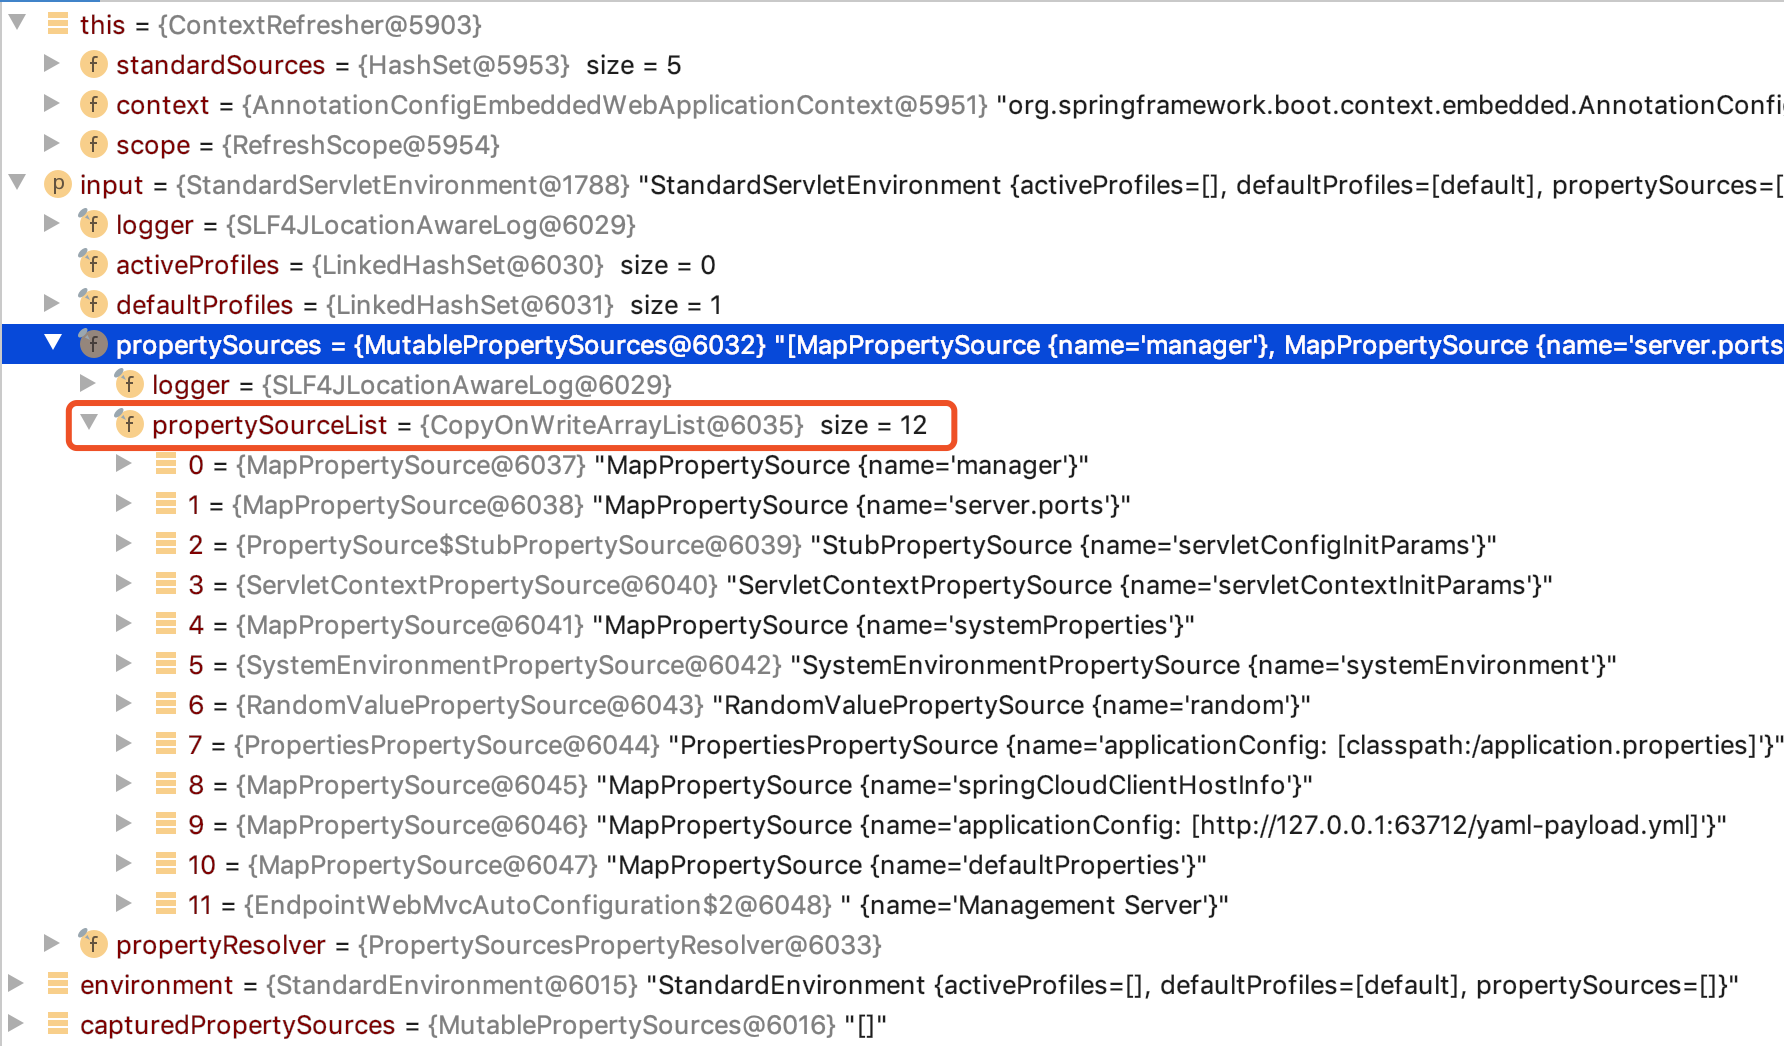 this = {ContextRefresher@5903}
f standardSources = {HashSet@5953} size = 5
f context = {AnnotationConfigEmbeddedWebApplicationContext@5951} "org.springframework.boot.context.embedded.AnnotationConfi
f scope = {RefreshScope@5954}
p input = {StandardServletEnvironment@1788} "StandardServletEnvironment {activeProfiles=[], defaultProfiles=[default], propertySources=[
f logger = {SLF4JLocationAwareLog@6029}
f activeProfiles = {LinkedHashSet@6030} size = 0
f defaultProfiles = {LinkedHashSet@6031} size = 1
f propertySources = {MutablePropertySources@6032} "[MapPropertySource {name='manager'}, MapPropertySource {name='server.ports
f logger = {SLF4JLocationAwareLog@6029}
f propertySourceList = {CopyOnWriteArrayList@6035} size = 12
0 = {MapPropertySource@6037} "MapPropertySource {name='manager'}"
1 = {MapPropertySource@6038} "MapPropertySource {name='server.ports'}"
2 = {PropertySource$StubPropertySource@6039} "StubPropertySource {name='servletConfigInitParams'}"
3 = {ServletContextPropertySource@6040} "ServletContextPropertySource {name='servletContextInitParams'}"
4 = {MapPropertySource@6041} "MapPropertySource {name='systemProperties'}"
5 = {SystemEnvironmentPropertySource@6042} "SystemEnvironmentPropertySource {name='systemEnvironment'}"
6 = {RandomValuePropertySource@6043} "RandomValuePropertySource {name='random'}"
7 = {PropertiesPropertySource@6044} "PropertiesPropertySource {name='applicationConfig: [classpath:/application.properties]'}"
8 = {MapPropertySource@6045} "MapPropertySource {name='springCloudClientHostInfo'}"
9 = {MapPropertySource@6046} "MapPropertySource {name='applicationConfig: [http://127.0.0.1:63712/yaml-payload.yml]'}"
10 = {MapPropertySource@6047} "MapPropertySource {name='defaultProperties'}"
11 = {EndpointWebMvcAutoConfiguration$2@6048} " {name='Management Server'}"
f propertyResolver = {PropertySourcesPropertyResolver@6033}
environment = {StandardEnvironment@6015} "StandardEnvironment {activeProfiles=[], defaultProfiles=[default], propertySources=[]}"
capturedPropertySources = {MutablePropertySources@6016} "[]"